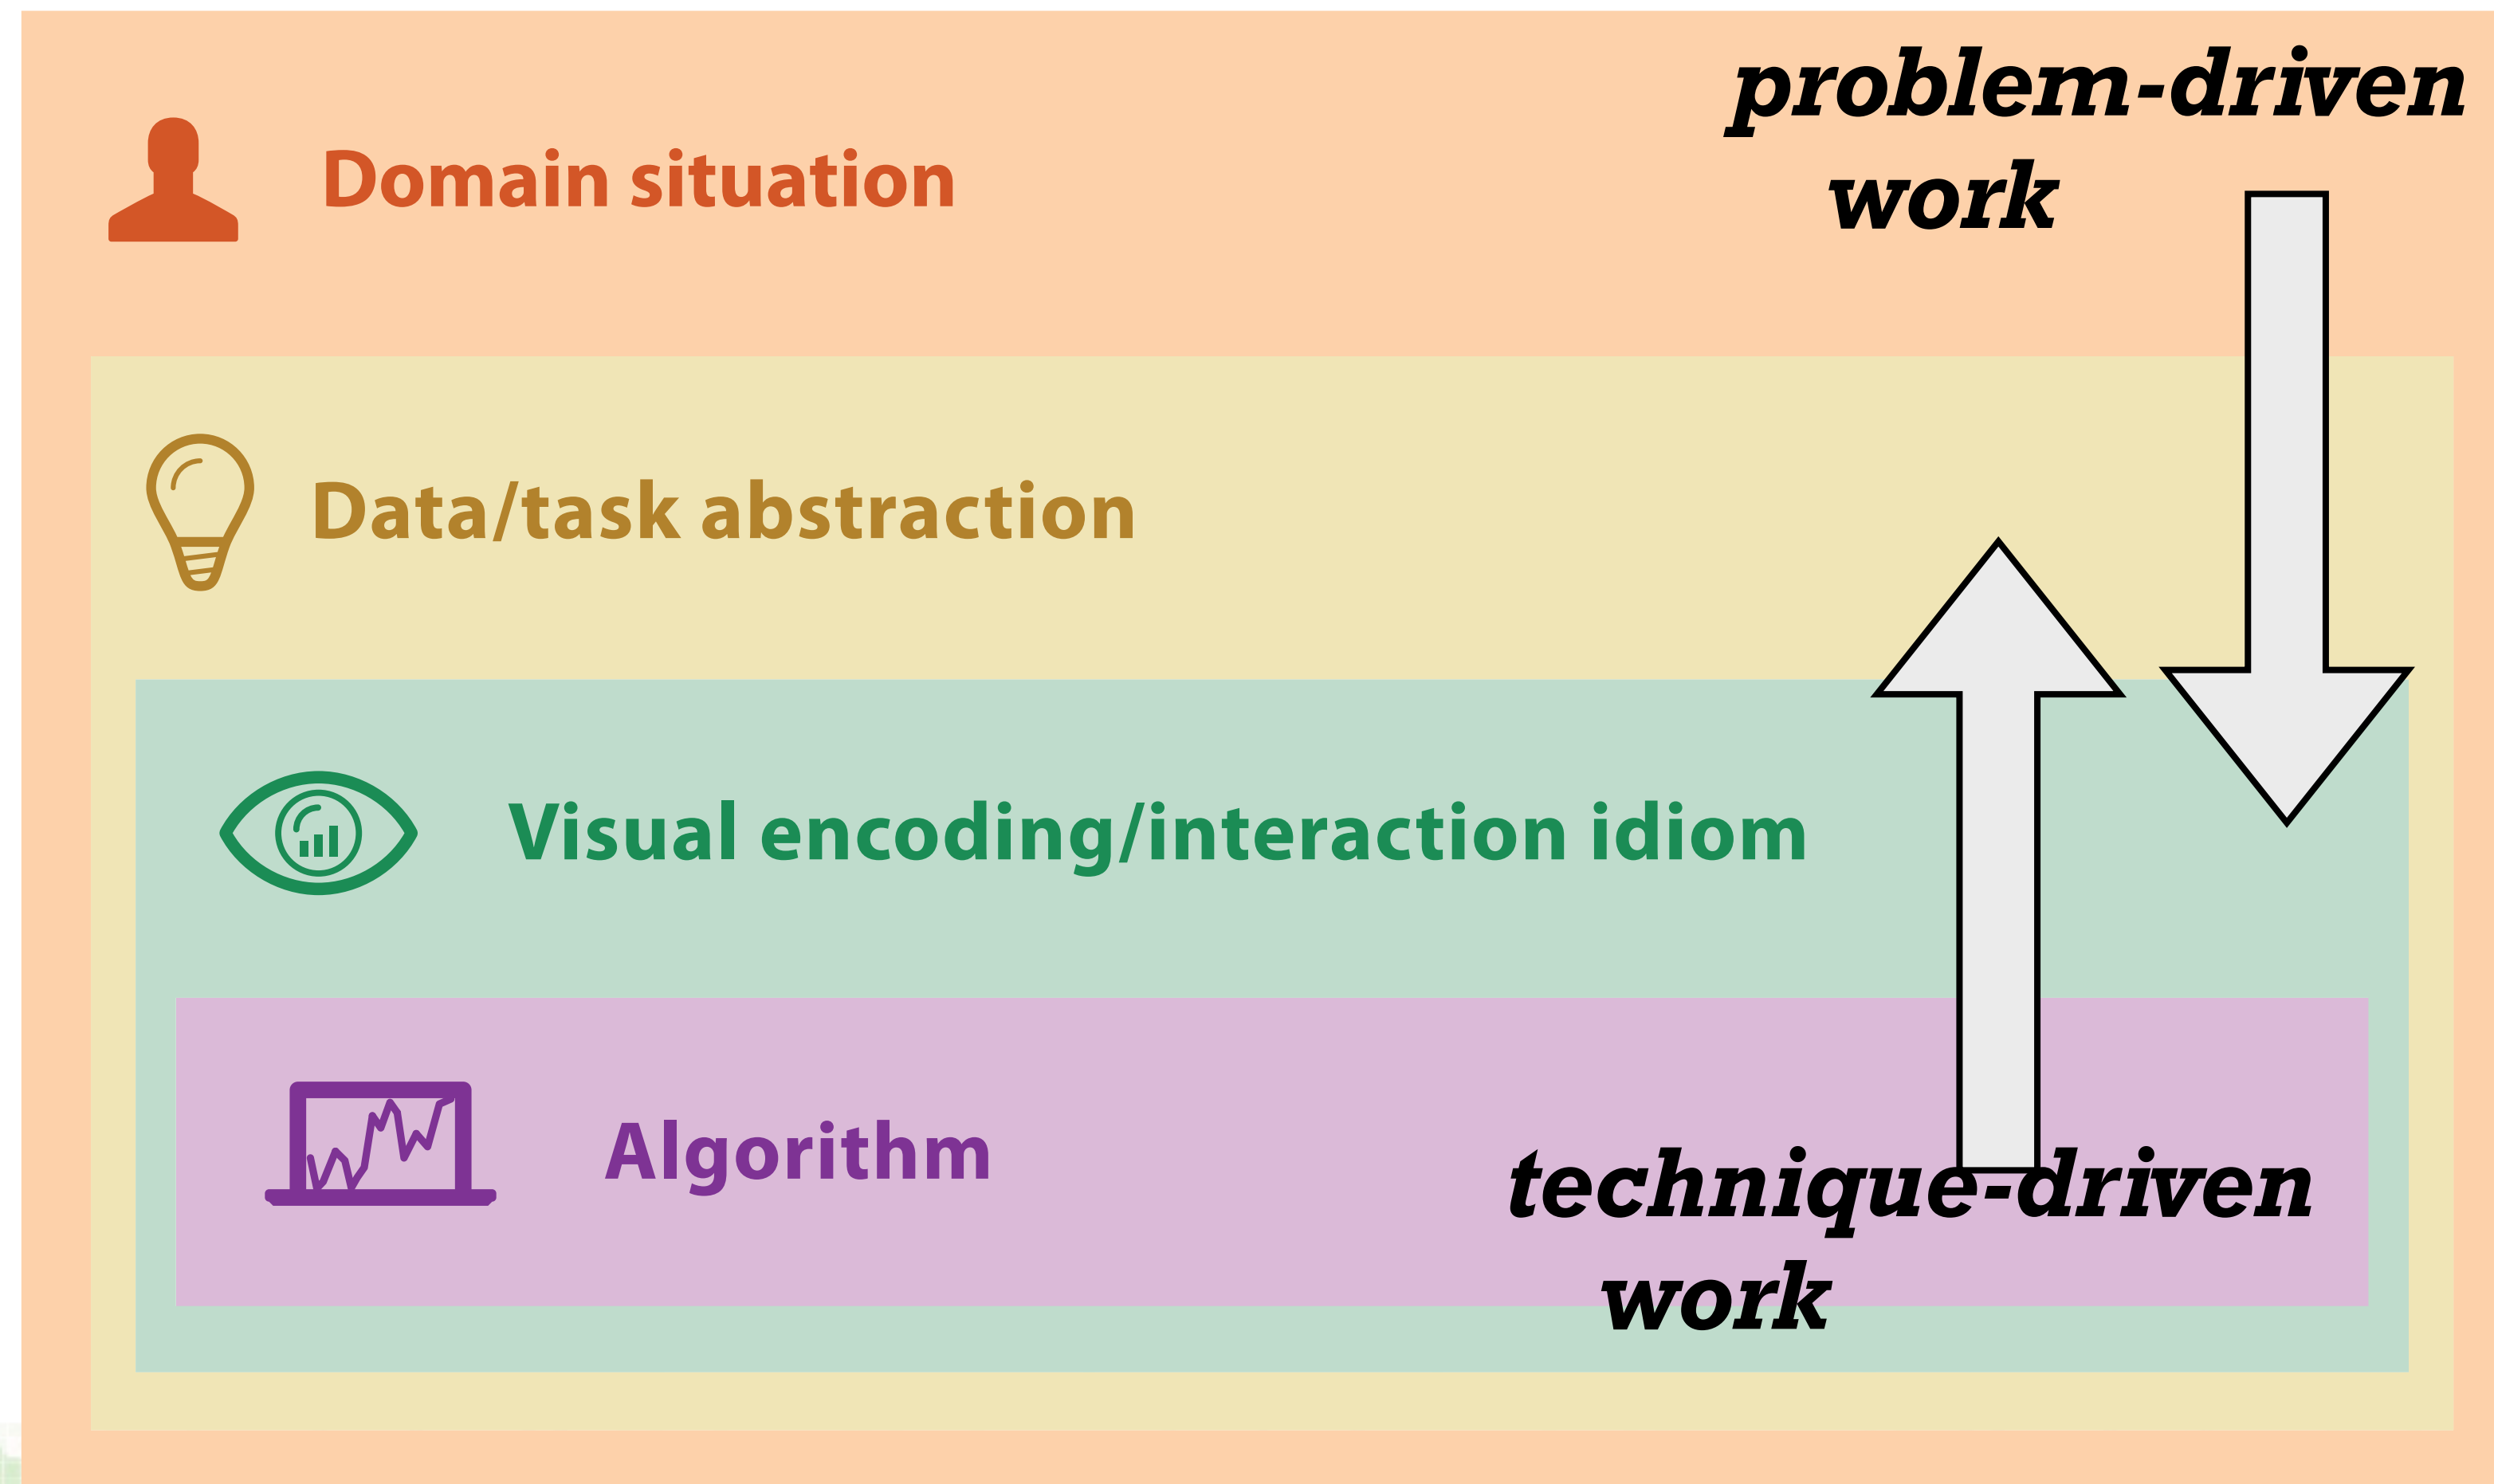 problem-driven
work
Domain situation
Data/task abstraction
Visual encoding/interaction idiom
Algorithm
technique-driven
work